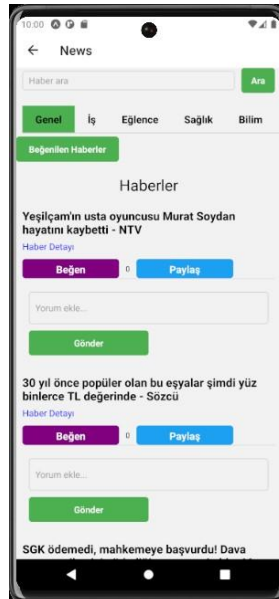 10:00
News
Haber ara
Ara
Genel İş Eğlence Sağlık Bilim
Beğenilen Haberler
Haberler
Yeşilçam'ın usta oyuncusu Murat Soydan
hayatını kaybetti - NTV
Haber Detayı
Beğen 0 Paylaş
Yorum ekle...
Gönder
30 yıl önce popüler olan bu eşyalar şimdi yüz
binlerce TL değerinde - Sözcü
Haber Detayı
Beğen 0 Paylaş
Yorum ekle...
Gönder
SGK ödemedi, mahkemeye başvurdu! Dava